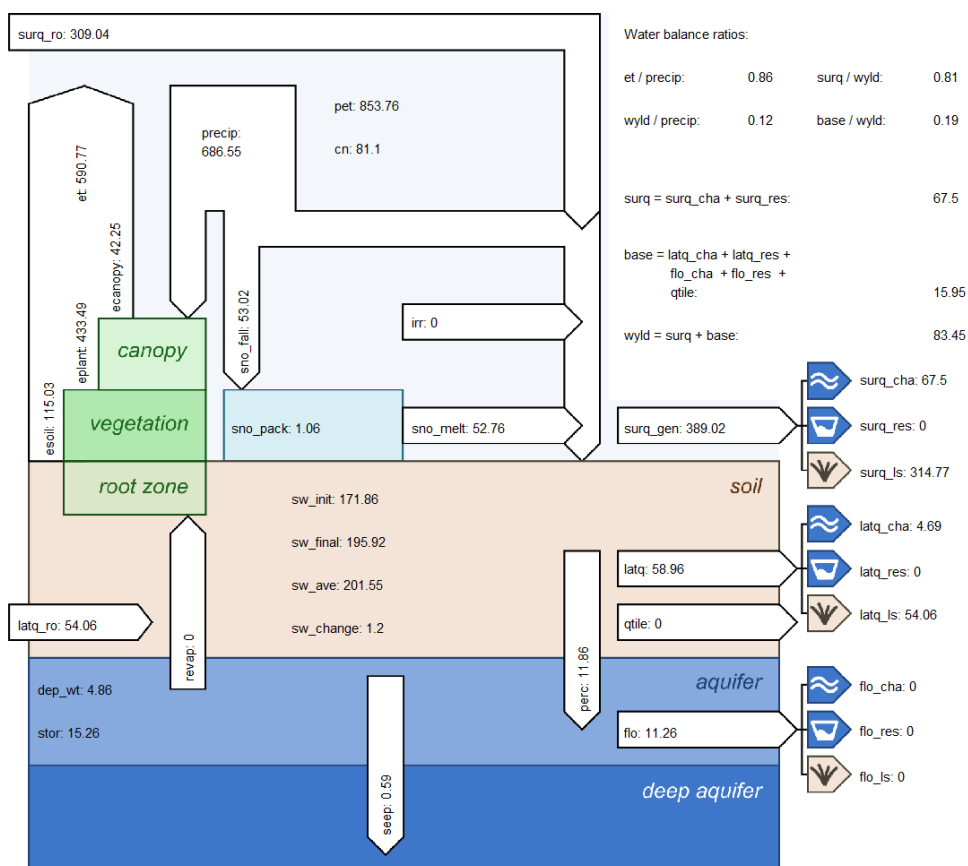 surq_ro: 309.04
Water balance ratios:
et / precip: 0.86 surq / wyld: 0.81
wyld / precip: 0.12 base / wyld: 0.19
pet: 853.76
cn: 81.1
precip:
686.55
et: 590.77
ecanopy: 42.25
eplant: 433.49
esoil: 115.03
surq = surq_cha + surq_res: 67.5
base = latq_cha + latq_res +
flo_cha + flo_res +
qtile: 15.95
wyld = surq + base: 83.45
sno_fall: 53.02
irr: 0
canopy
vegetation
root zone
sno_pack: 1.06
sno_melt: 52.76
surq_gen: 389.02
surq_cha: 67.5
surq_res: 0
surq_ls: 314.77
soil
sw_init: 171.86
sw_final: 195.92
sw_ave: 201.55
sw_change: 1.2
latq_ro: 54.06
revap: 0
perc: 11.86
latq: 58.96
qtile: 0
latq_cha: 4.69
latq_res: 0
latq_ls: 54.06
aquifer
dep_wt: 4.86
stor: 15.26
flo: 11.26
flo_cha: 0
flo_res: 0
flo_ls: 0
deep aquifer
seep: 0.59